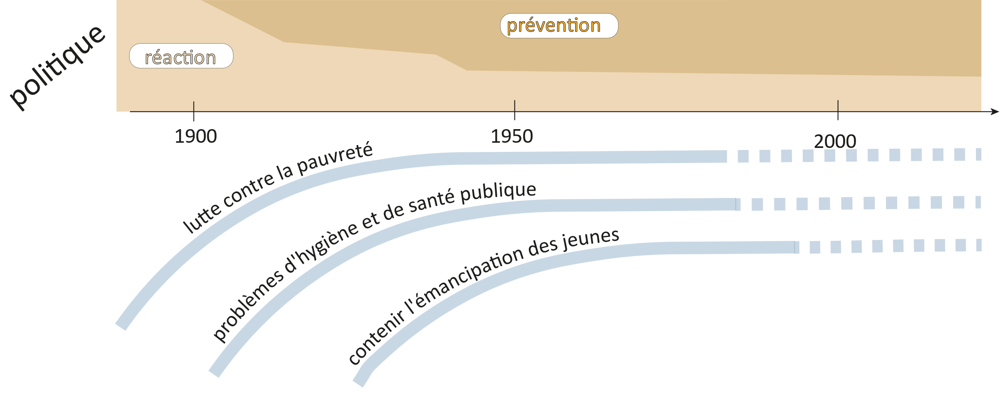 politique
réaction
prévention
1900
1950
2000
lutte contre la pauvreté
problèmes d'hygiène et de santé publique
contenir l'émancipation des jeunes